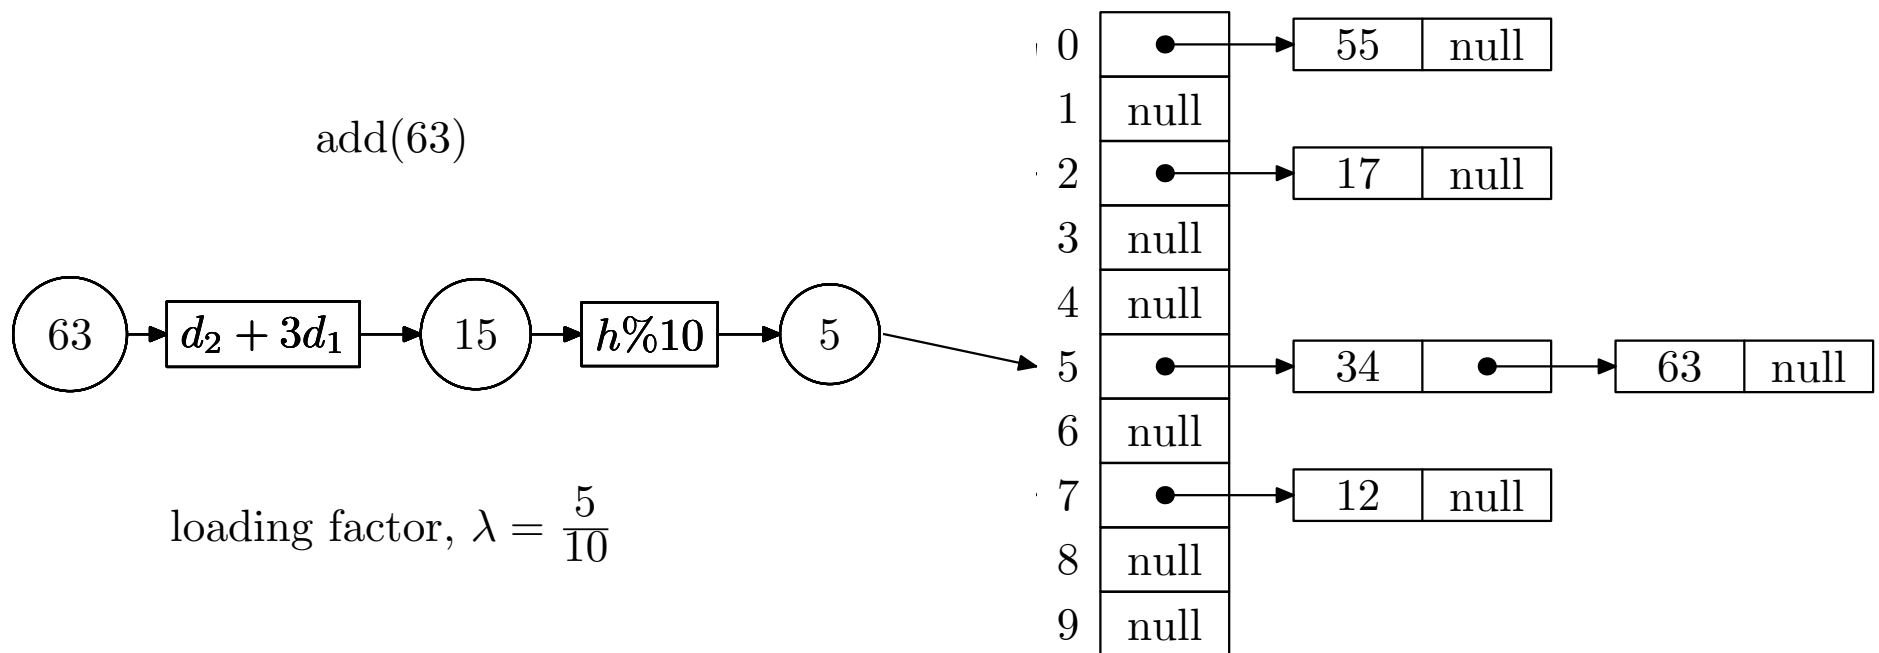 0 55 null
1 null
add(63)
2 17 null
3 null
4 null
63 d₂ + 3d₁ 15 h%10 5
5 34 63 null
6 null
7 12 null
loading factor, λ = 5/10
8 null
9 null